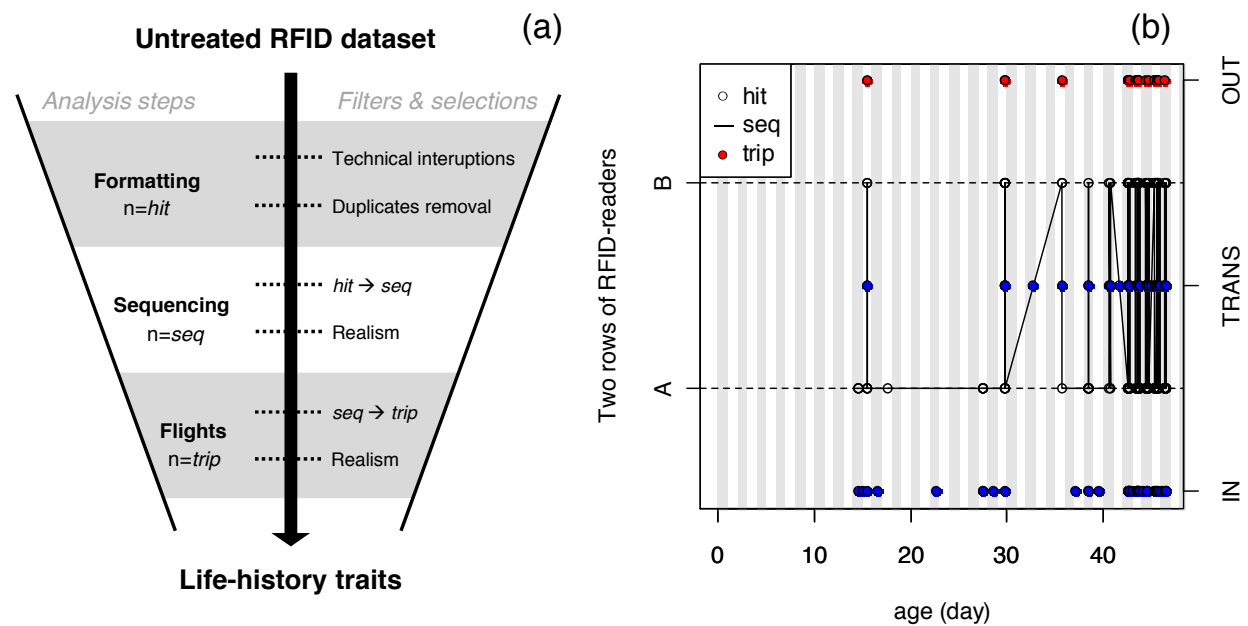 (a)
Untreated RFID dataset
Analysis steps
Filters & selections
Formatting
n=hit
Technical interuptions
Duplicates removal
Sequencing
n=seq
hit → seq
Realism
Flights
n=trip
seq → trip
Realism
Life-history traits
(b)
hit
seq
trip
Two rows of RFID-readers
B
A
OUT
TRANS
IN
0 10 20 30 40
age (day)